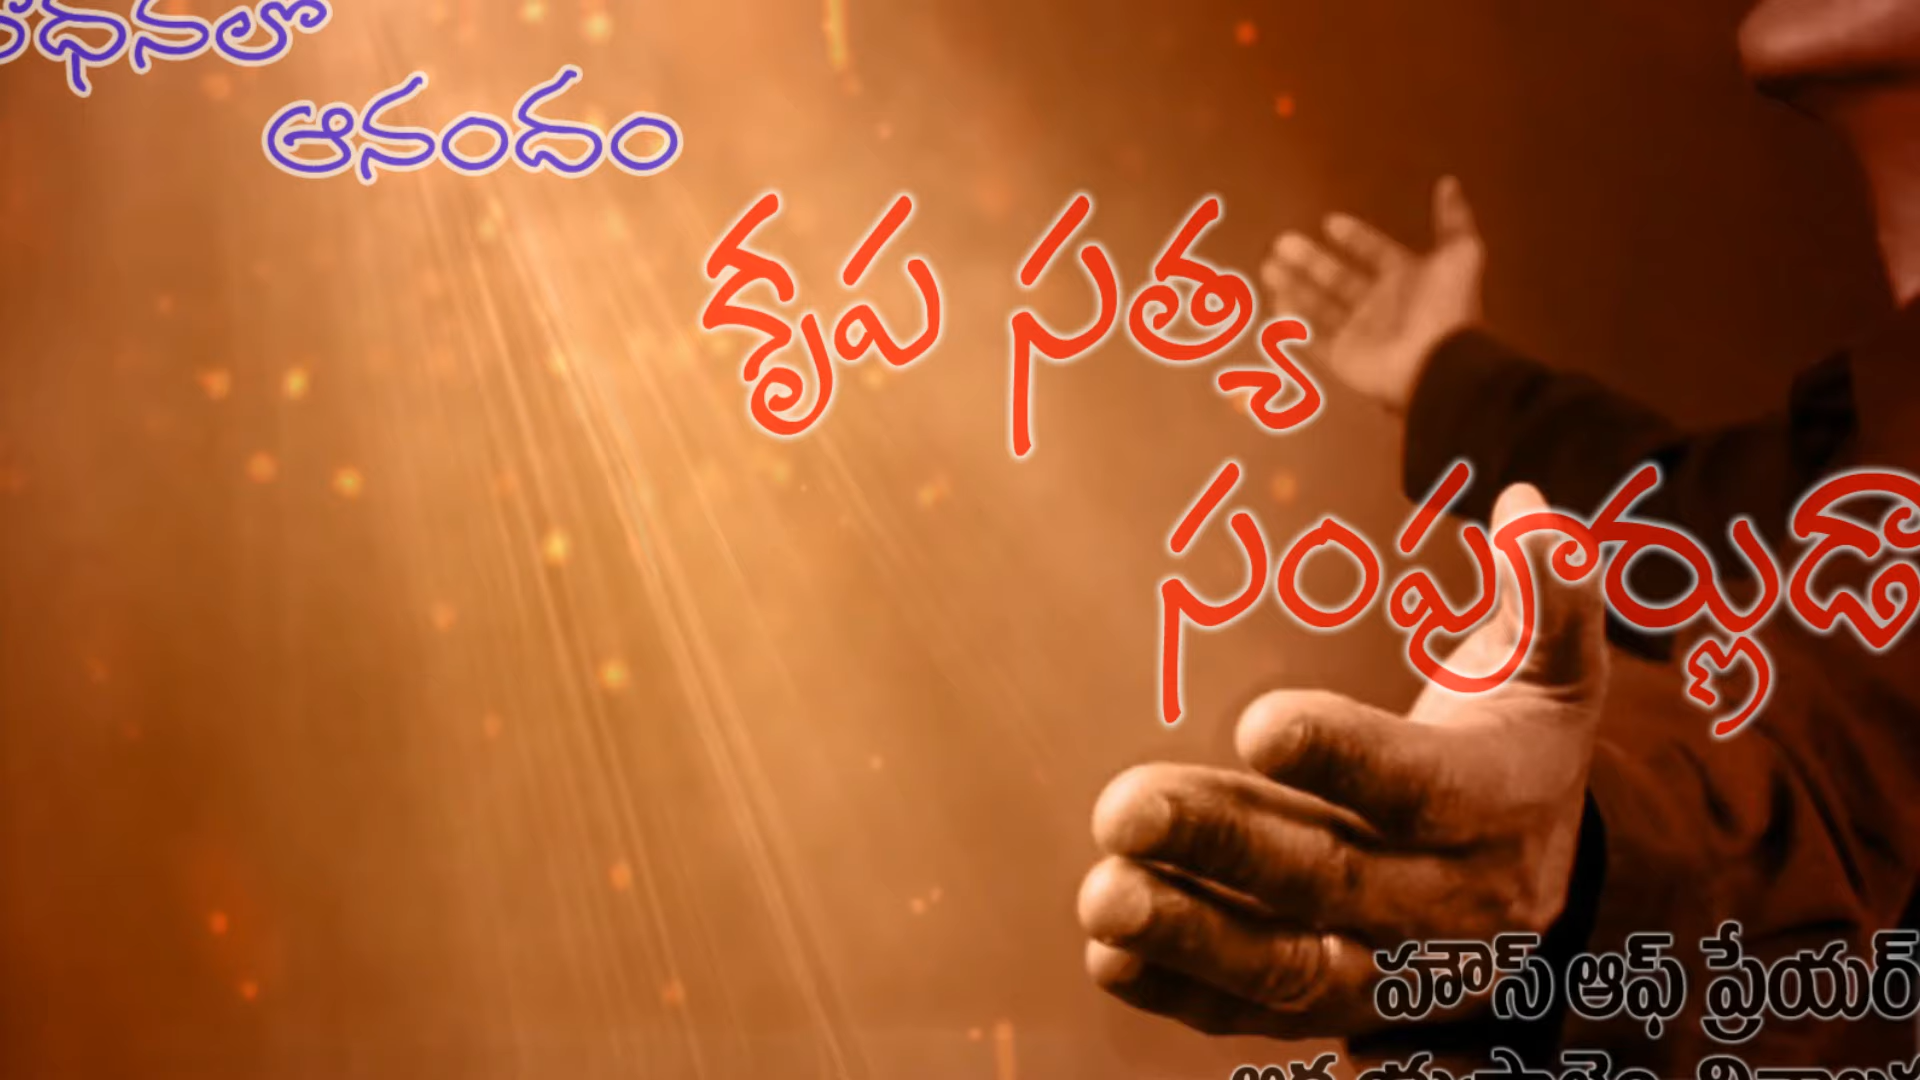 ఆనందం
కృప సత్య
సంపూర్ణుడా
హౌస్ ఆఫ్ ప్రేయర్